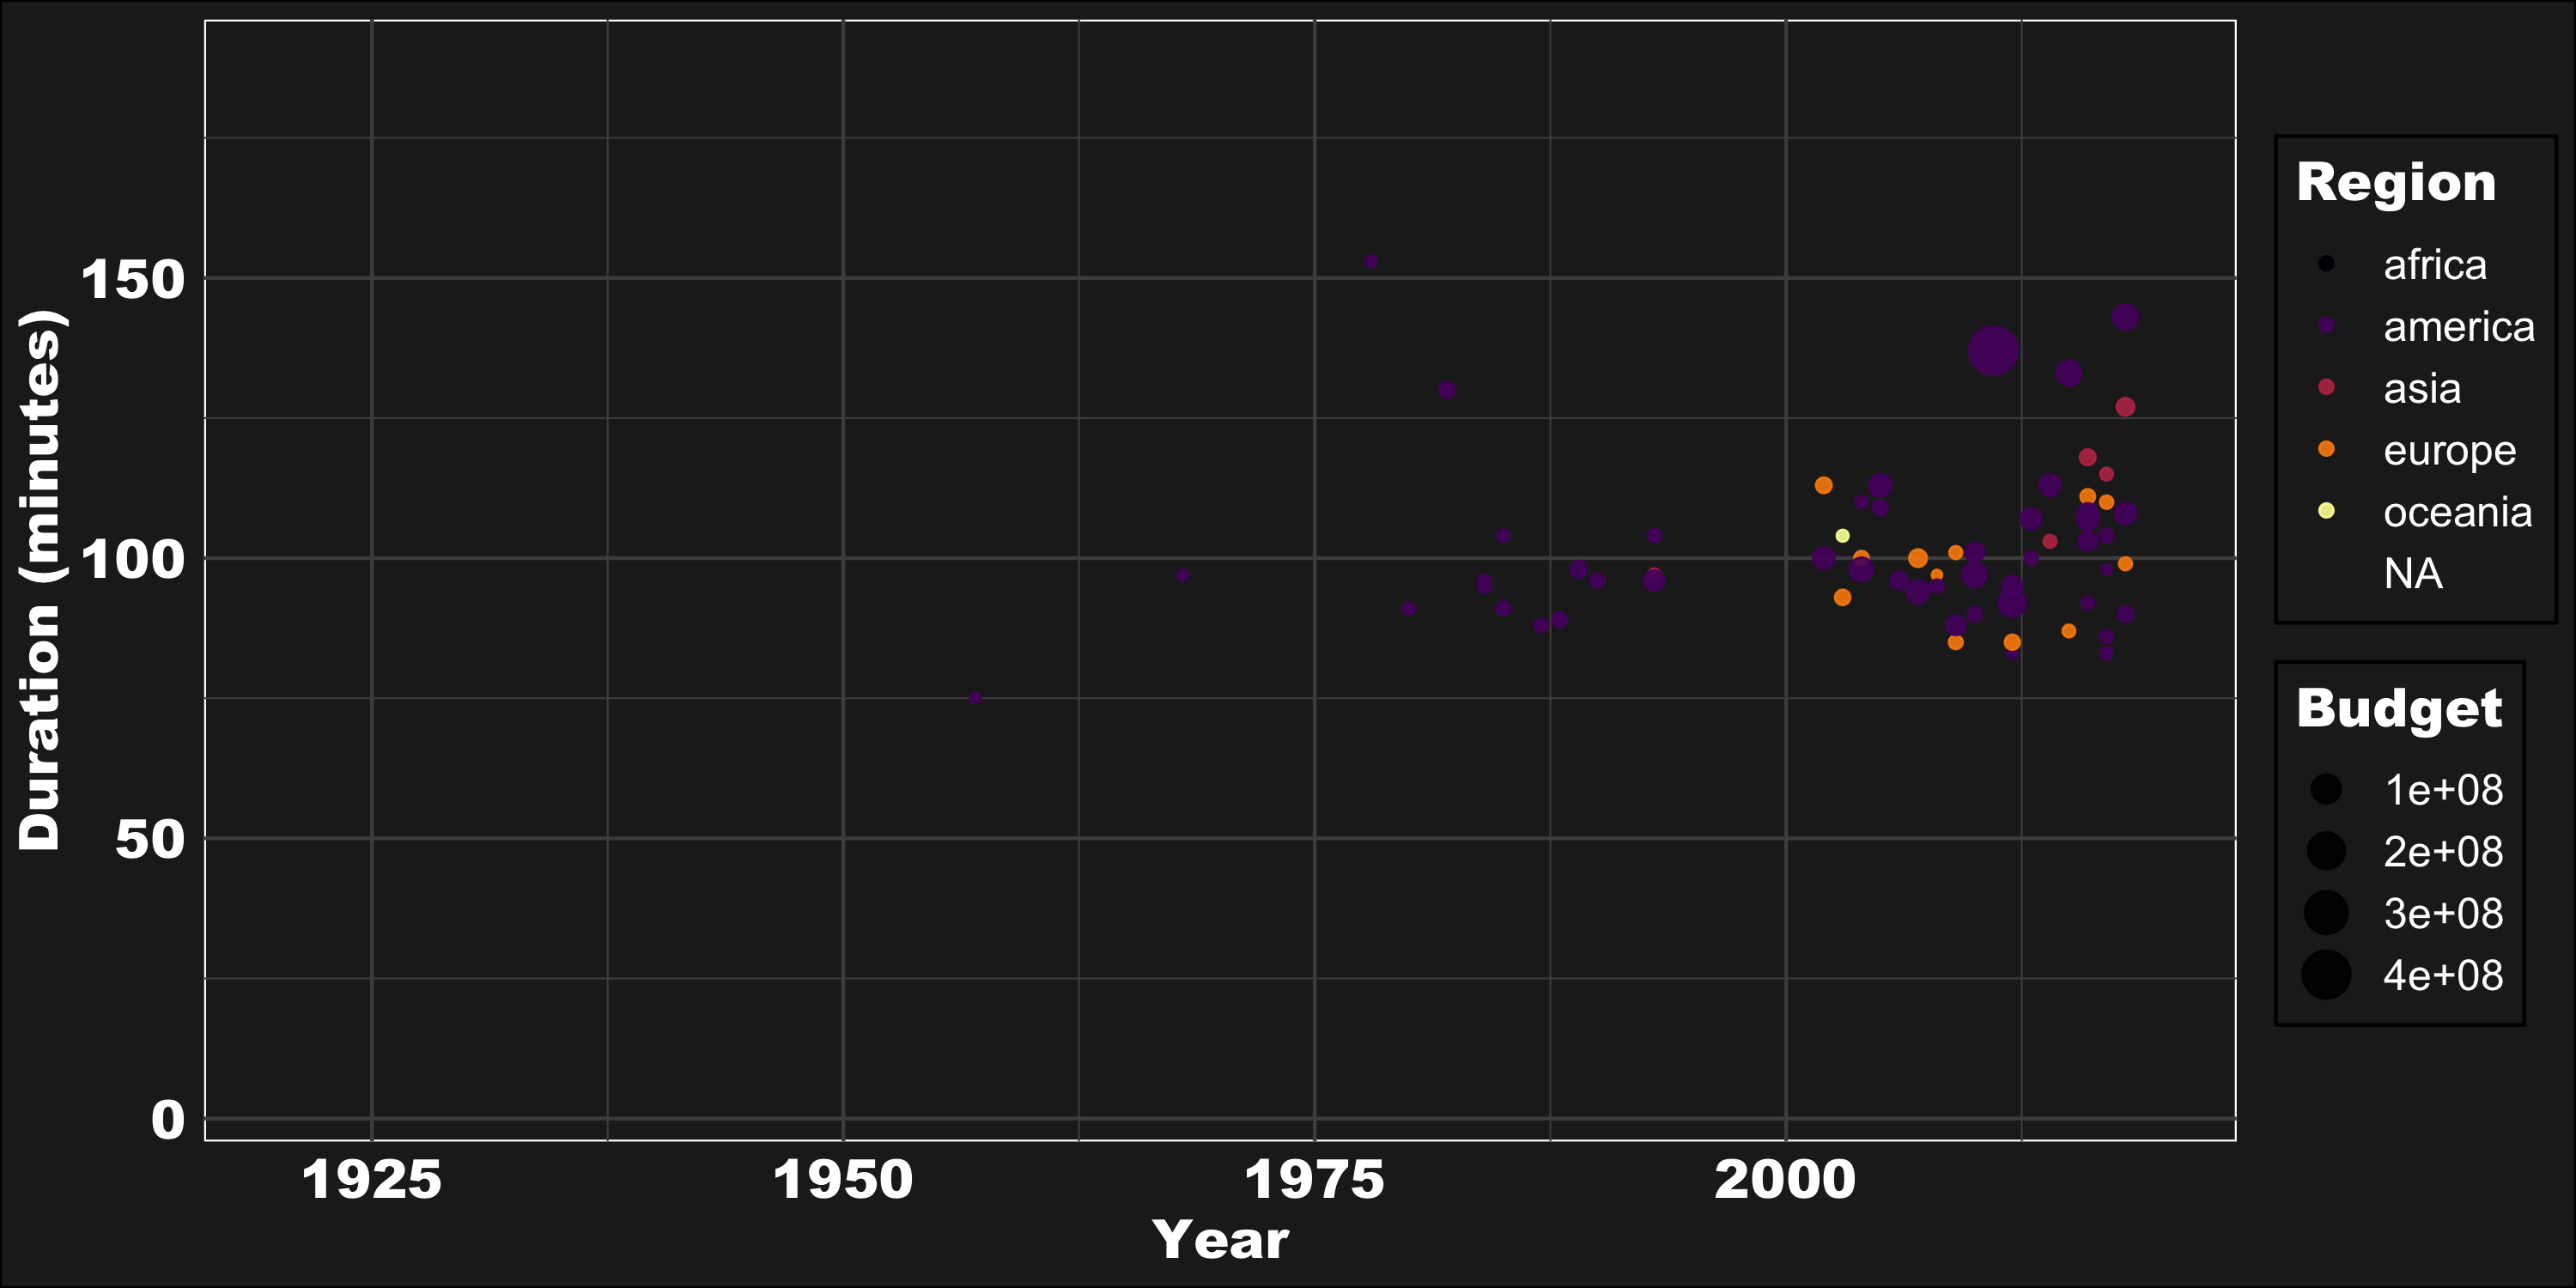 Duration (minutes)
150
100
50
0
1925 1950 1975 2000
Year
Region
africa
america
asia
europe
oceania
NA
Budget
1e+08
2e+08
3e+08
4e+08